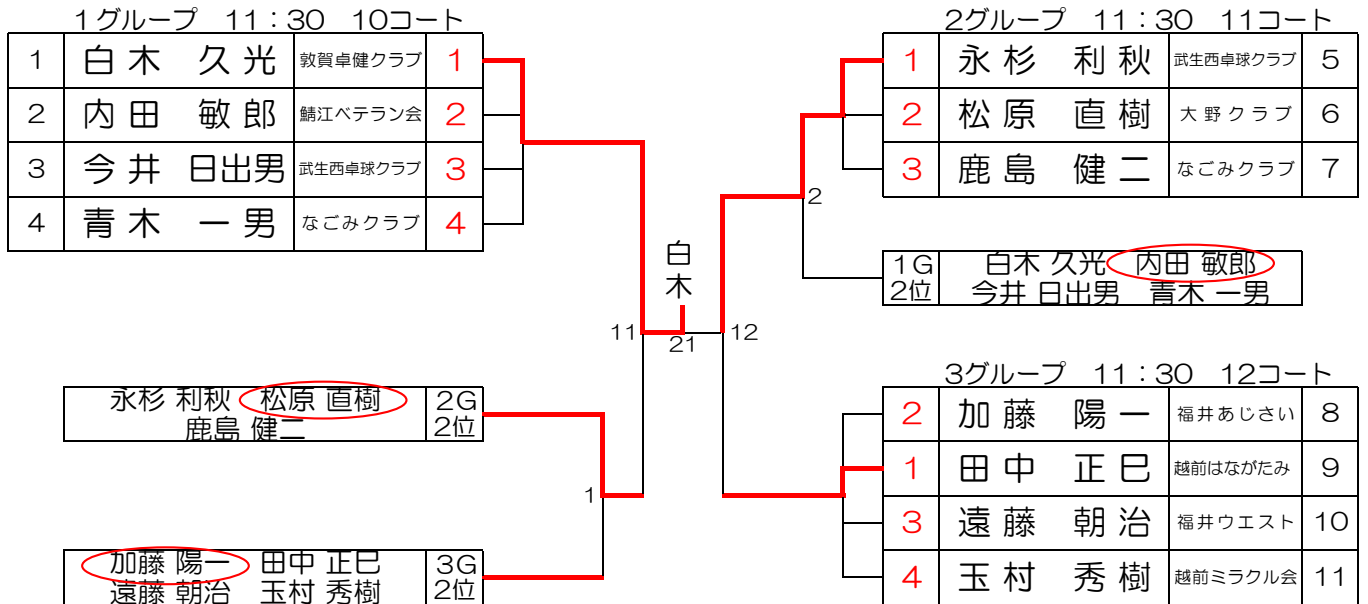 1グループ 11：30 10コート
1 白木 久光 敦賀卓健クラブ 1
2 内田 敏郎 鯖江ベテラン会 2
3 今井 日出男 武生西卓球クラブ 3
4 青木 一男 なごみクラブ 4
2グループ 11：30 11コート
1 永杉 利秋 武生西卓球クラブ 5
2 松原 直樹 大野クラブ 6
3 鹿島 健二 なごみクラブ 7
2
1G 白木 久光 内田 敏郎
2位 今井 日出男 青木 一男
白木
11
21
12
永杉 利秋 松原 直樹 2G
鹿島 健二 2位
1
加藤 陽一 田中 正巳 3G
遠藤 朝治 玉村 秀樹 2位
3グループ 11：30 12コート
2 加藤 陽一 福井あじさい 8
1 田中 正巳 越前はながたみ 9
3 遠藤 朝治 福井ウエスト 10
4 玉村 秀樹 越前ミラクル会 11